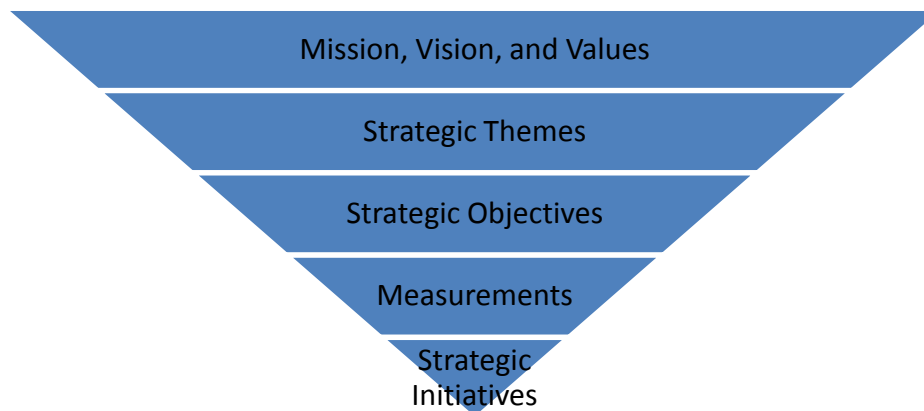 Mission, Vision, and Values
Strategic Themes
Strategic Objectives
Measurements
Strategic
Initiatives